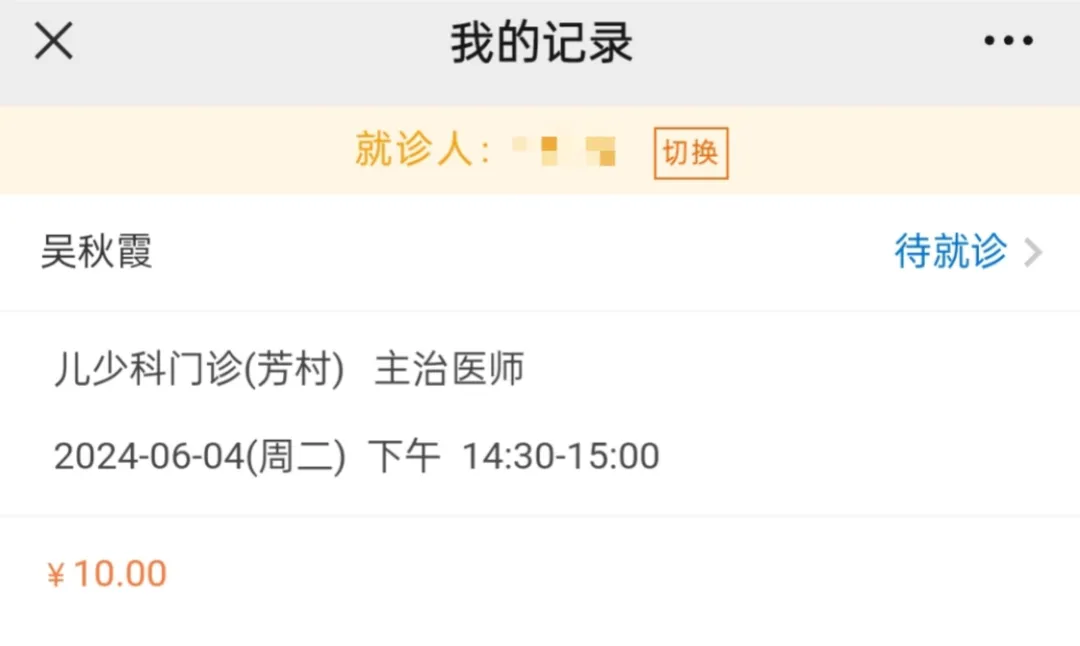 我的记录
就诊人： 切换
吴秋霞 待就诊
儿少科门诊(芳村) 主治医师
2024-06-04(周二) 下午 14:30-15:00
¥10.00